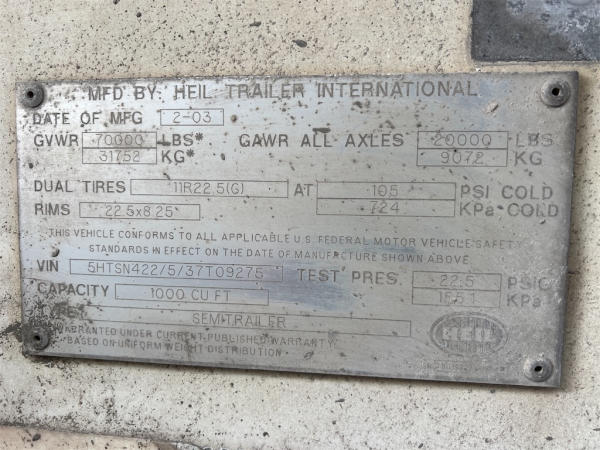 MFD BY HEIL TRAILER INTERNATIONAL
DATE OF MFG 2-03
GVWR 70000 LBS* GAWR ALL AXLES 20000 LBS
31752 KG* 9072 KG
DUAL TIRES 11R22.5(G) AT 105 PSI COLD
RIMS 22.5x8.25 724 KPa COLD
THIS VEHICLE CONFORMS TO ALL APPLICABLE U.S. FEDERAL MOTOR VEHICLE SAFETY
STANDARDS IN EFFECT ON THE DATE OF MANUFACTURE SHOWN ABOVE
VIN 5HTSN422/5/37T09275 TEST PRES. 22.5 PSIG
CAPACITY 1000 CU FT KPa
TYPE SEMITRAILER
*WARRANTED UNDER CURRENT PUBLISHED WARRANTY.
BASED ON UNIFORM WEIGHT DISTRIBUTION
HEIL